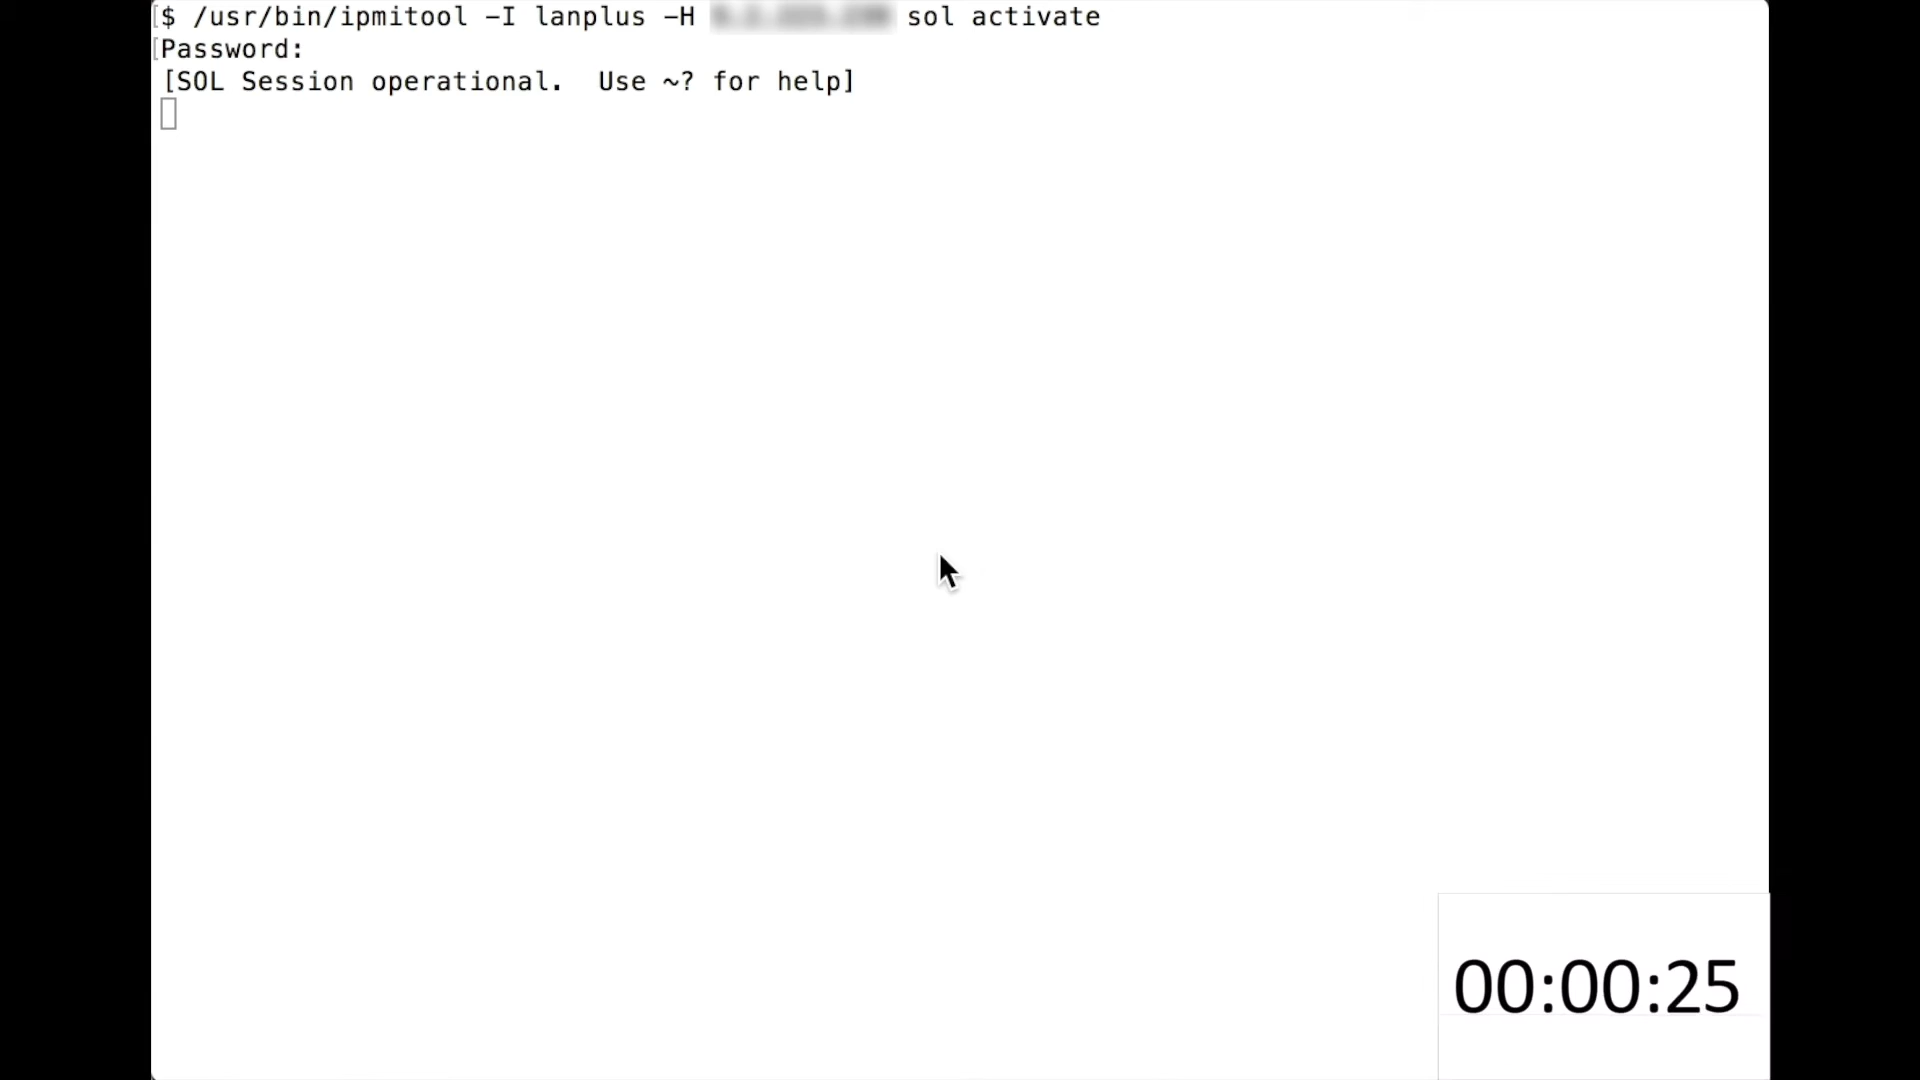 $ /usr/bin/ipmitool -I lanplus -H sol activate
Password:
[SOL Session operational.  Use ~? for help]
00:00:25